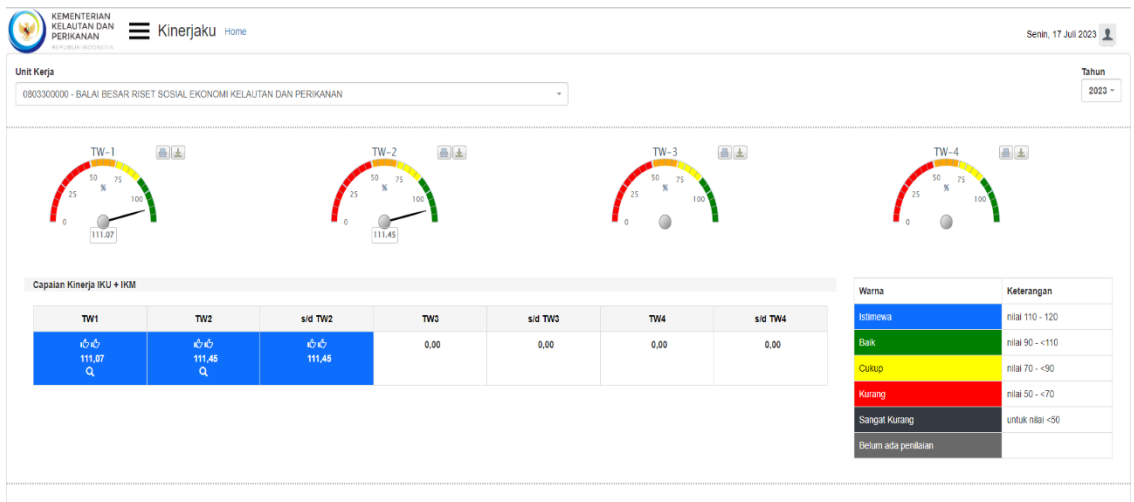 KEMENTERIAN
KELAUTAN DAN
PERIKANAN
REPUBLIK INDONESIA
Kinerjaku Home
Senin, 17 Juli 2023
Unit Kerja
Tahun
0803300000 - BALAI BESAR RISET SOSIAL EKONOMI KELAUTAN DAN PERIKANAN
2023
TW-1
0 25 50 75 100
%
111.07
TW-2
0 25 50 75 100
%
111.45
TW-3
0 25 50 75 100
%
TW-4
0 25 50 75 100
%
Capaian Kinerja IKU + IKM
TW1 TW2 s/d TW2 TW3 s/d TW3 TW4 s/d TW4
111,07 111,45 111,45 0,00 0,00 0,00 0,00
Warna Keterangan
Istimewa nilai 110 - 120
Baik nilai 90 - <110
Cukup nilai 70 - <90
Kurang nilai 50 - <70
Sangat Kurang untuk nilai <50
Belum ada penilaian